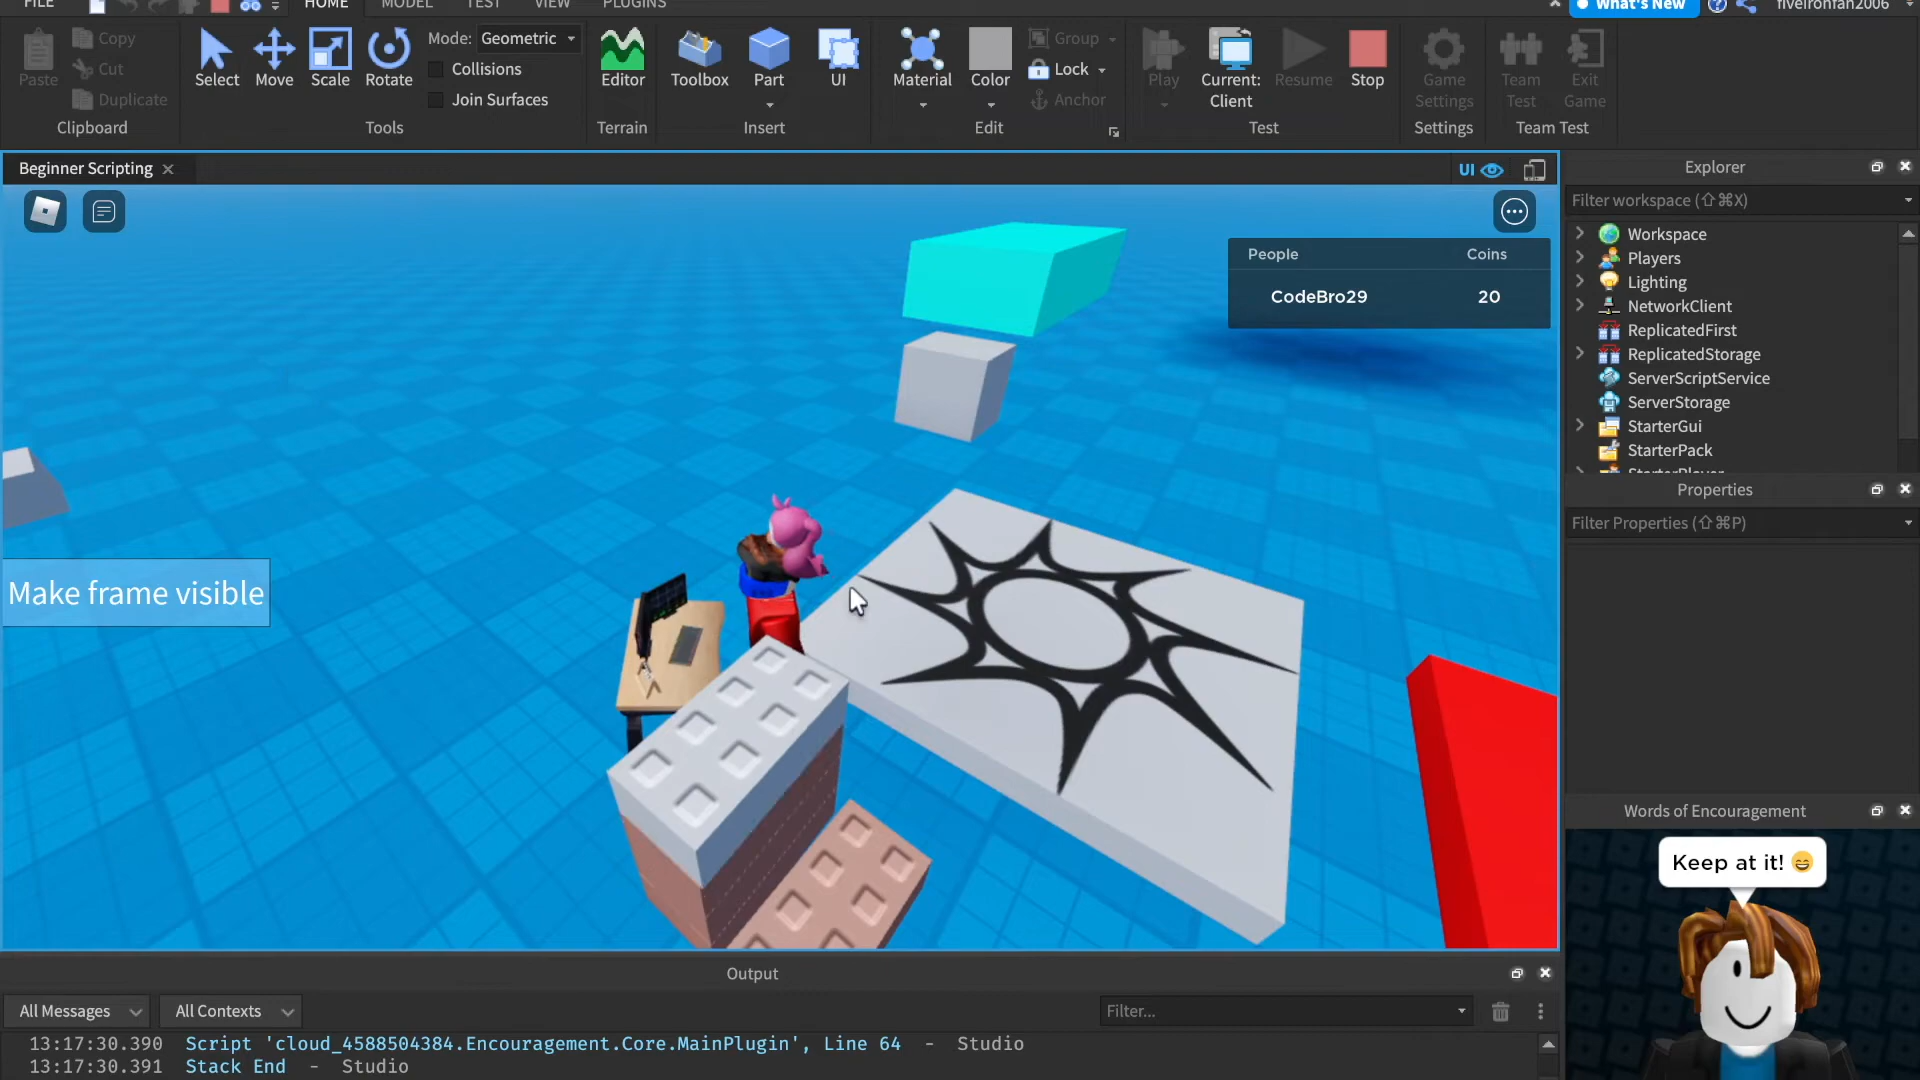 FILE HOME MODEL TEST VIEW PLUGINS What's New ? fiveironfan2006
Paste Copy Cut Duplicate
Clipboard
Select Move Scale Rotate
Mode: Geometric
Collisions
Join Surfaces
Tools
Editor
Terrain
Toolbox Part UI
Insert
Material Color
Group
Lock
Anchor
Edit
Play Current: Client Resume Stop
Test
Game Settings
Settings
Team Test Exit Game
Team Test
Beginner Scripting
UI
People Coins
CodeBro29 20
Make frame visible
Explorer
Filter workspace (⇧⌘X)
Workspace
Players
Lighting
NetworkClient
ReplicatedFirst
ReplicatedStorage
ServerScriptService
ServerStorage
StarterGui
StarterPack
StarterPlayer
Properties
Filter Properties (⇧⌘P)
Words of Encouragement
Keep at it! 😄
Output
All Messages All Contexts Filter...
13:17:30.390 Script 'cloud_4588504384.Encouragement.Core.MainPlugin', Line 64 - Studio
13:17:30.391 Stack End - Studio